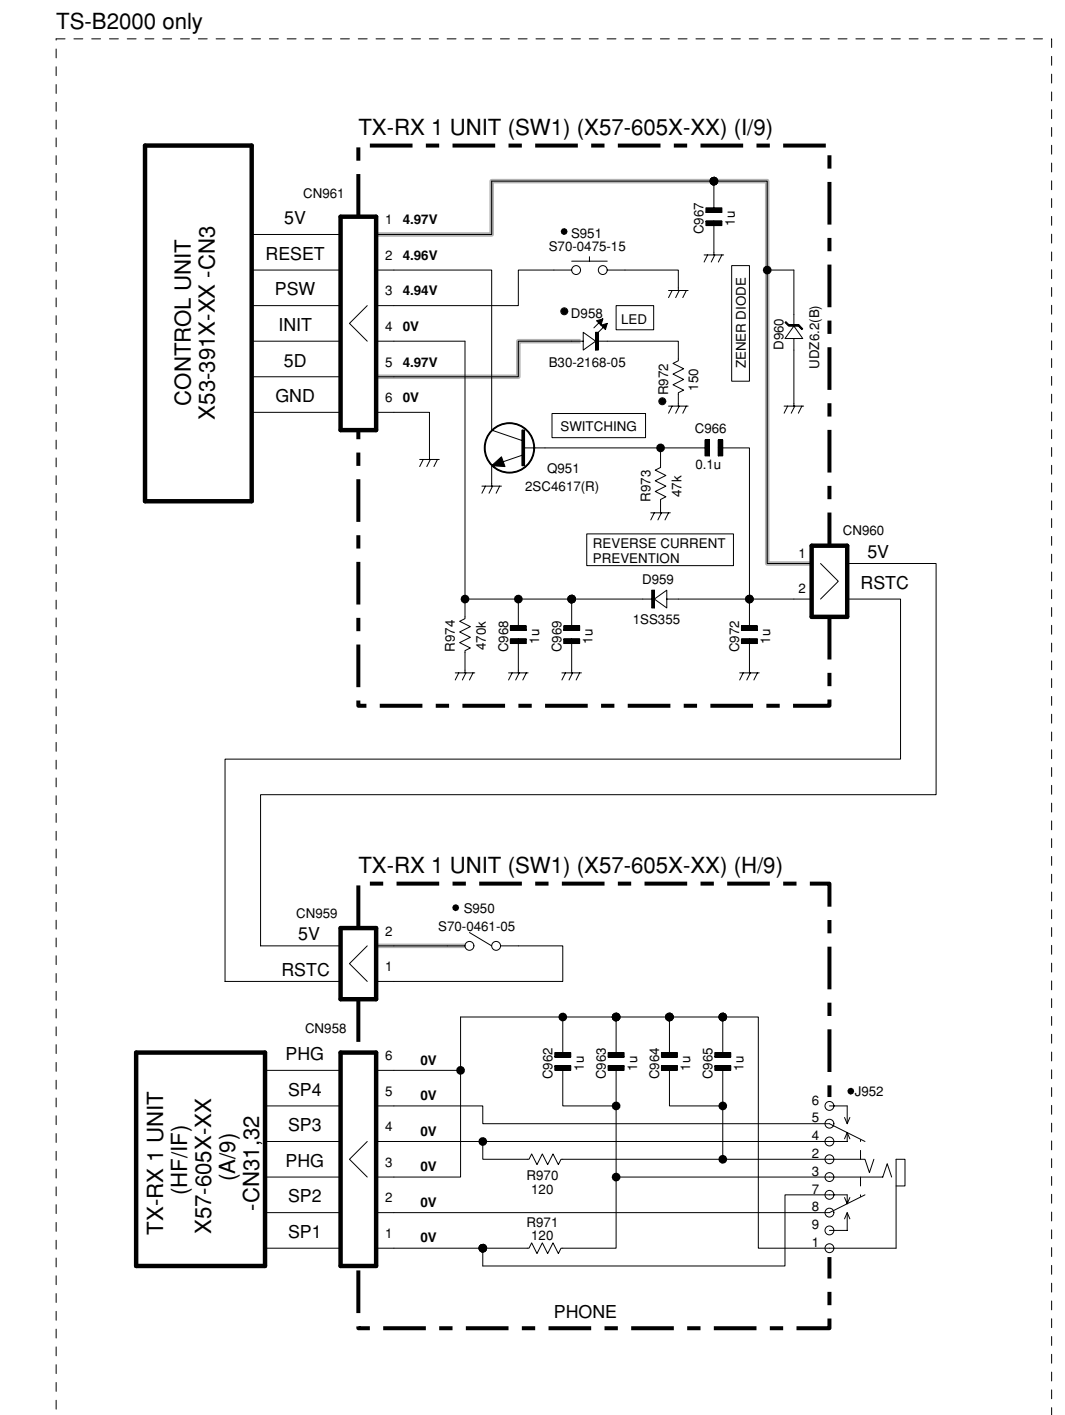 TS-B2000 only
TX-RX 1 UNIT (SW1) (X57-605X-XX) (I/9)
CONTROL UNIT
X53-391X-XX -CN3
CN961
5V
RESET
PSW
INIT
5D
GND
1 4.97V
2 4.96V
3 4.94V
4 0V
5 4.97V
6 0V
C967
1u
S951
S70-0475-15
D958
LED
B30-2168-05
R972
150
ZENER DIODE
D960
UDZ6.2(B)
SWITCHING
Q951
2SC4617(R)
C966
0.1u
R973
47k
REVERSE CURRENT
PREVENTION
D959
1SS355
R974
470k
C968
1u
C969
1u
C972
1u
CN960
1
5V
2
RSTC
TX-RX 1 UNIT (SW1) (X57-605X-XX) (H/9)
CN959
5V
RSTC
2
1
S950
S70-0461-05
CN958
TX-RX 1 UNIT
(HF/IF)
X57-605X-XX
(A/9)
-CN31,32
PHG
SP4
SP3
PHG
SP2
SP1
6 0V
5 0V
4 0V
3 0V
2 0V
1 0V
C962
1u
C963
1u
C964
1u
C965
1u
R970
120
R971
120
J952
6
5
4
2
3
7
8
9
1
PHONE